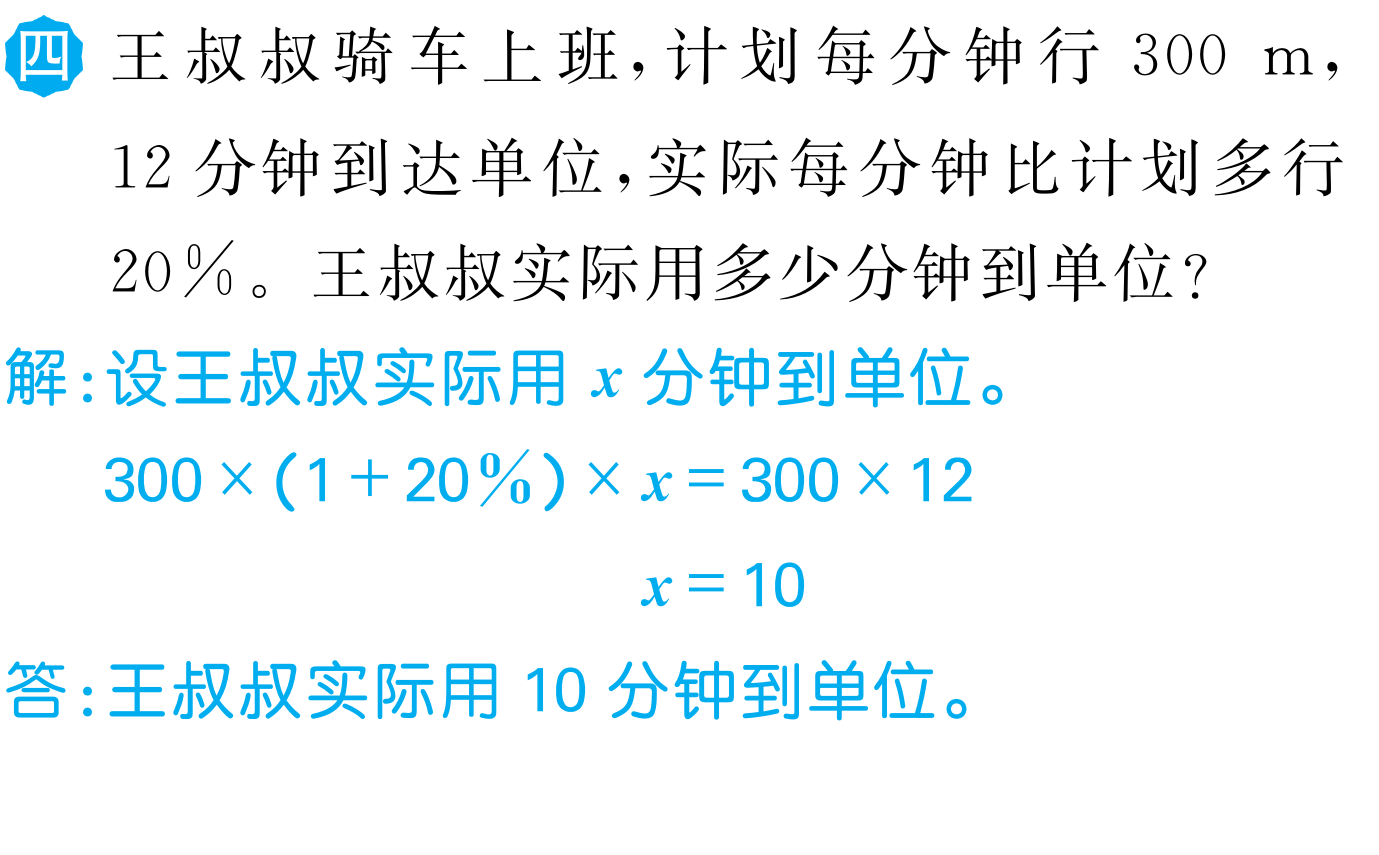 四 王叔叔骑车上班,计划每分钟行 300 m,
12 分钟到达单位,实际每分钟比计划多行
20%。王叔叔实际用多少分钟到单位?
解:设王叔叔实际用 x 分钟到单位。
300×(1+20%)×x=300×12
x=10
答:王叔叔实际用 10 分钟到单位。